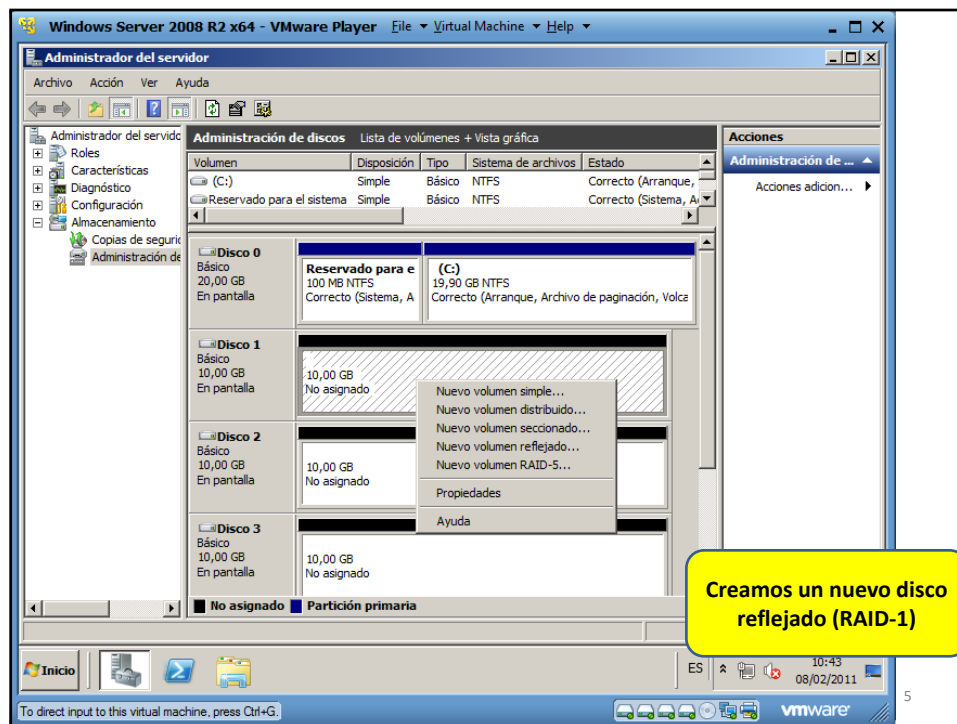 Windows Server 2008 R2 x64 - VMware Player File Virtual Machine Help
Administrador del servidor
Archivo Acción Ver Ayuda
Administrador del servidc
Roles
Características
Diagnóstico
Configuración
Almacenamiento
Copias de seguric
Administración de
Administración de discos Lista de volúmenes + Vista gráfica
Volumen Disposición Tipo Sistema de archivos Estado
(C:) Simple Básico NTFS Correcto (Arranque,
Reservado para el sistema Simple Básico NTFS Correcto (Sistema, A
Disco 0
Básico
20,00 GB
En pantalla
Reservado para e
100 MB NTFS
Correcto (Sistema, A
(C:)
19,90 GB NTFS
Correcto (Arranque, Archivo de paginación, Volca
Disco 1
Básico
10,00 GB
En pantalla
10,00 GB
No asignado
Nuevo volumen simple...
Nuevo volumen distribuido...
Nuevo volumen seccionado...
Nuevo volumen reflejado...
Nuevo volumen RAID-5...
Propiedades
Ayuda
Disco 2
Básico
10,00 GB
En pantalla
10,00 GB
No asignado
Disco 3
Básico
10,00 GB
En pantalla
10,00 GB
No asignado
No asignado Partición primaria
Acciones
Administración de ...
Acciones adicion...
Creamos un nuevo disco
reflejado (RAID-1)
Inicio
ES
10:43
08/02/2011
To direct input to this virtual machine, press Ctrl+G.
vmware
5